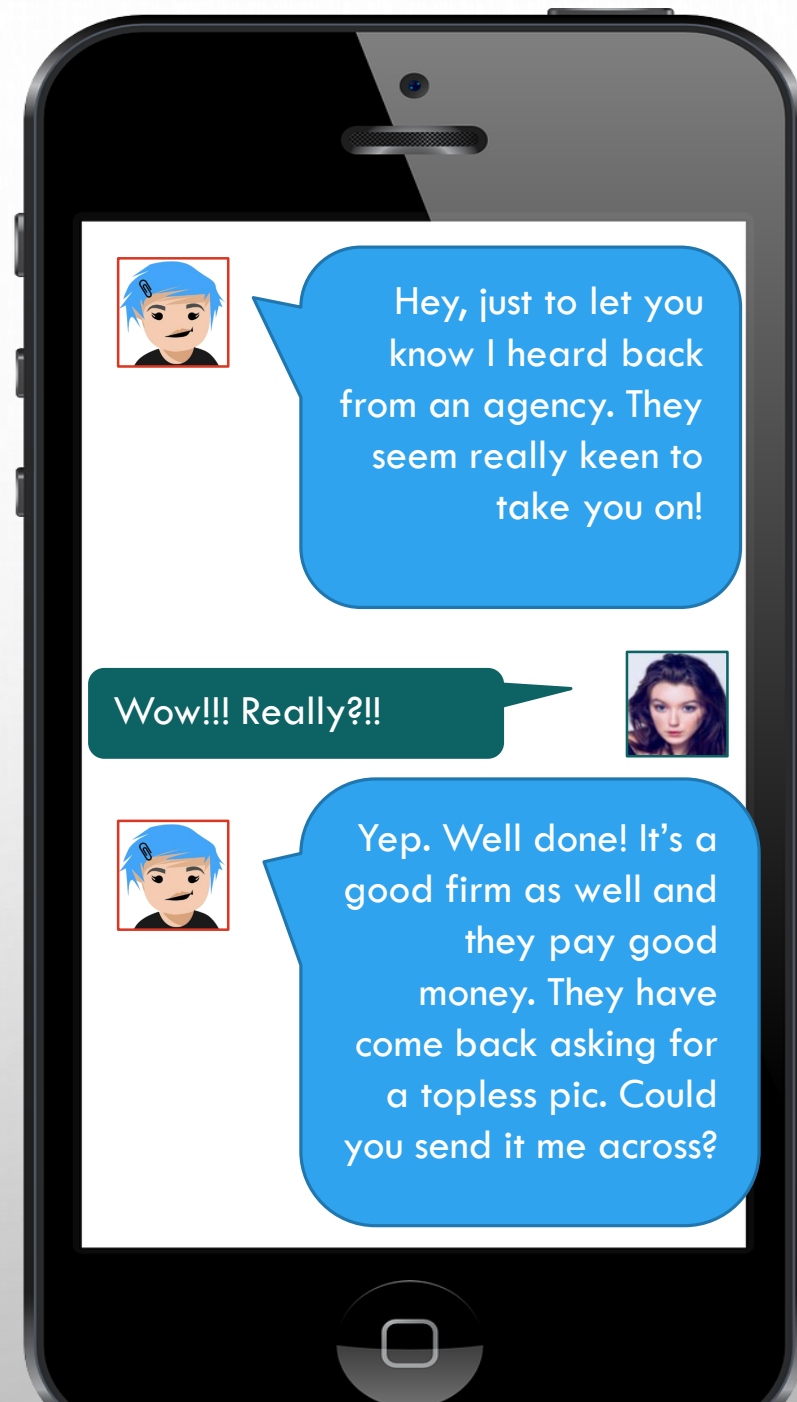 Hey, just to let you
know I heard back
from an agency. They
seem really keen to
take you on!
Wow!!! Really?!!
Yep. Well done! It’s a
good firm as well and
they pay good
money. They have
come back asking for
a topless pic. Could
you send it me across?